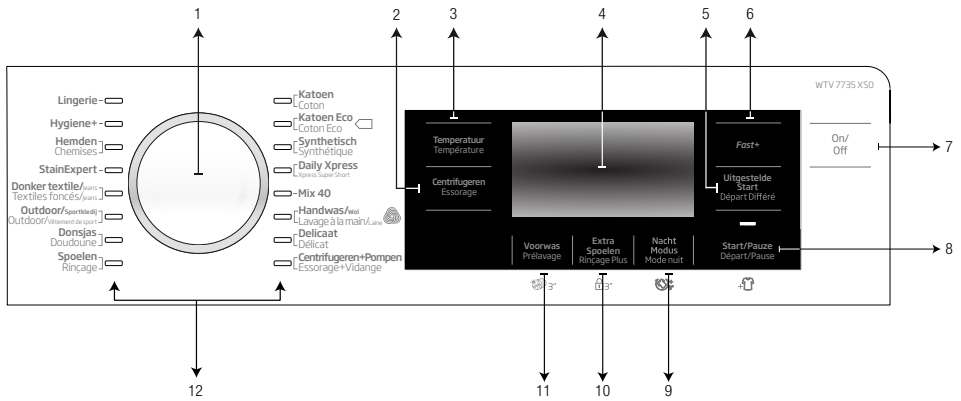 1
2
3
4
5
6
WTV 7735 XS0
Lingerie
Hygiene+
Hemden
Chemises
StainExpert
Donker textile/Jeans
Textiles foncés/Jeans
Outdoor/Sportkledij
Outdoor/Vêtement de sport
Donsjas
Doudoune
Spoelen
Rinçage
Katoen
Coton
Katoen Eco
Coton Eco
Synthetisch
Synthétique
Daily Xpress
Xpress Super Short
Mix 40
Handwas/Wol
Lavage à la main/Laine
Delicaat
Délicat
Centrifugeren+Pompen
Essorage+Vidange
Temperatuur
Température
Centrifugeren
Essorage
Fast+
Uitgestelde
Start
Départ Différé
On/
Off
7
Voorwas
Prélavage
Extra
Spoelen
Rinçage Plus
Nacht
Modus
Mode nuit
Start/Pauze
Départ/Pause
8
3"
3"
+
12
11
10
9